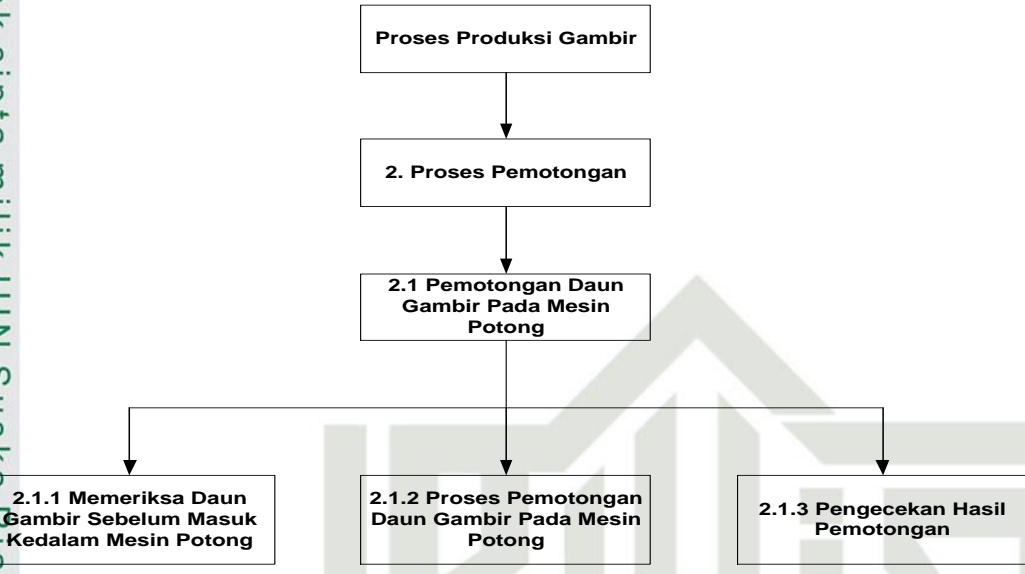 Proses Produksi Gambir
2. Proses Pemotongan
2.1 Pemotongan Daun
Gambir Pada Mesin
Potong
2.1.1 Memeriksa Daun
Gambir Sebelum Masuk
Kedalam Mesin Potong
2.1.2 Proses Pemotongan
Daun Gambir Pada Mesin
Potong
2.1.3 Pengecekan Hasil
Pemotongan
milik UIN